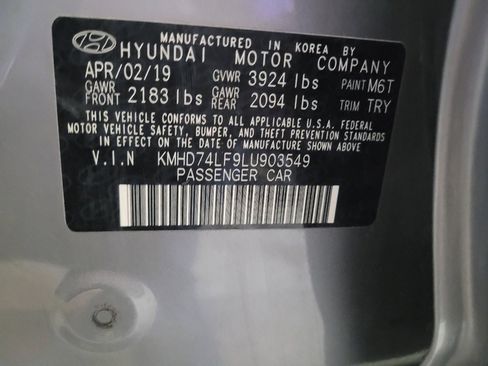 MANUFACTURED IN KOREA BY
HYUNDAI MOTOR COMPANY
APR/02/19 GVWR 3924 lbs PAINT M6T
GAWR FRONT 2183 lbs GAWR REAR 2094 lbs TRIM TRY
THIS VEHICLE CONFORMS TO ALL APPLICABLE U.S.A. FEDERAL
MOTOR VEHICLE SAFETY, BUMPER, AND THEFT PREVENTION STANDARDS
IN EFFECT ON THE DATE OF MANUFACTURE SHOWN ABOVE.
V.I.N KMHD74LF9LU903549
PASSENGER CAR